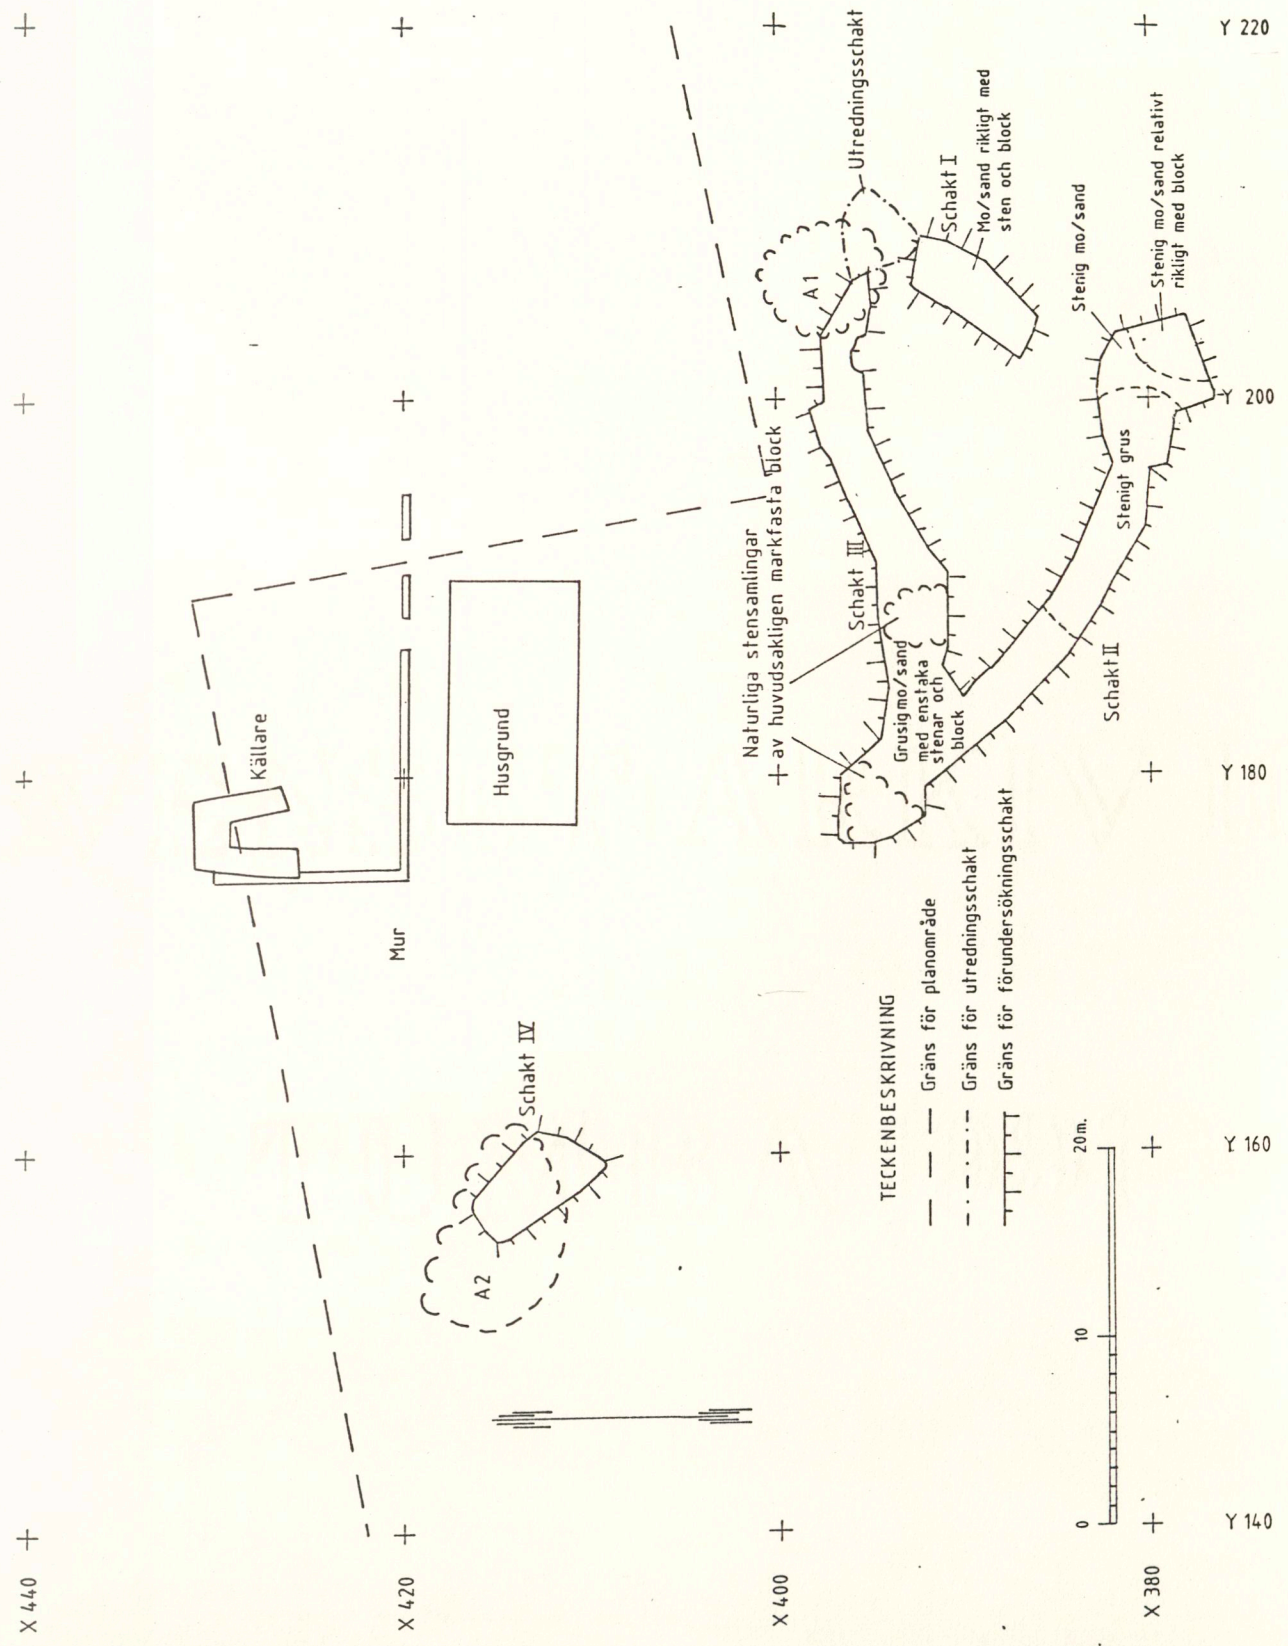 X 440
X 420
X 400
X 380
Y 140
Y 160
Y 180
Y 200
Y 220
Källare
Mur
Husgrund
Schakt IV
A2
Naturliga stensamlingar
av huvudsakligen markfasta block
Schakt III
Grusig mo/sand
med enstaka
stenar och
block
A1
Utredningsschakt
Schakt I
Mo/sand rikligt med
sten och block
Stenig mo/sand
Stenig mo/sand relativt
rikligt med block
Stenigt grus
Schakt II
TECKENBESKRIVNING
Gräns för planområde
Gräns för utredningsschakt
Gräns för förundersökningsschakt
0
10
20m.